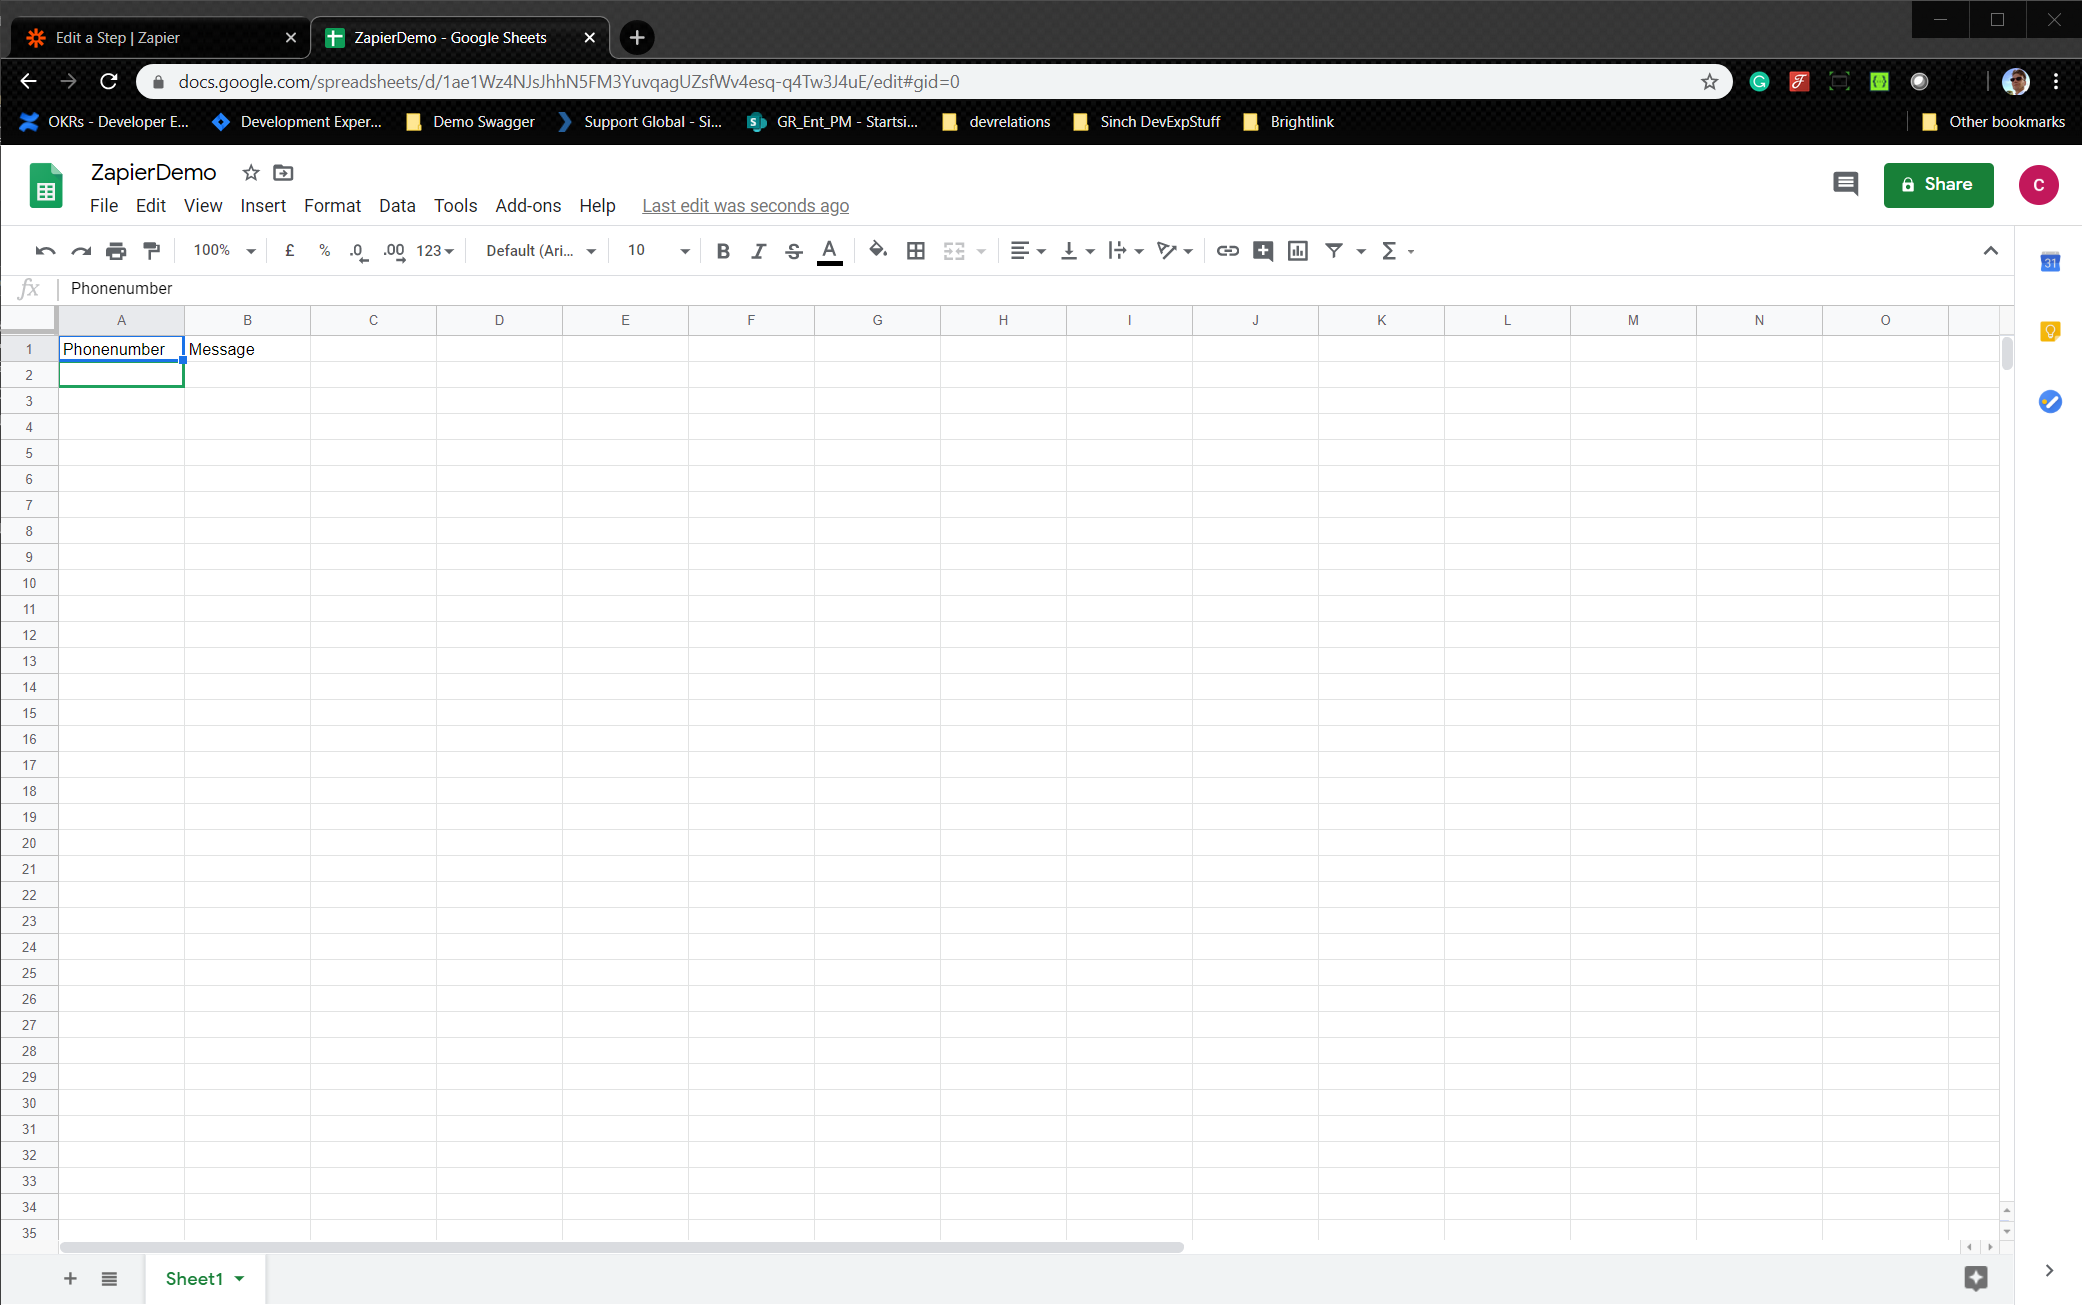 Edit a Step | Zapier
ZapierDemo - Google Sheets
docs.google.com/spreadsheets/d/1ae1Wz4NJsJhhN5FM3YuvqagUZsfWv4esq-q4Tw3J4uE/edit#gid=0
OKRs - Developer E... Development Exper... Demo Swagger Support Global - Si... GR_Ent_PM - Startsi... devrelations Sinch DevExpStuff Brightlink Other bookmarks
ZapierDemo
Share
C
File Edit View Insert Format Data Tools Add-ons Help Last edit was seconds ago
100% £ % .0 .00 123 Default (Ari... 10 B I S A Σ
31
fx Phonenumber
A B C D E F G H I J K L M N O
1 Phonenumber Message
2
3
4
5
6
7
8
9
10
11
12
13
14
15
16
17
18
19
20
21
22
23
24
25
26
27
28
29
30
31
32
33
34
35
Sheet1